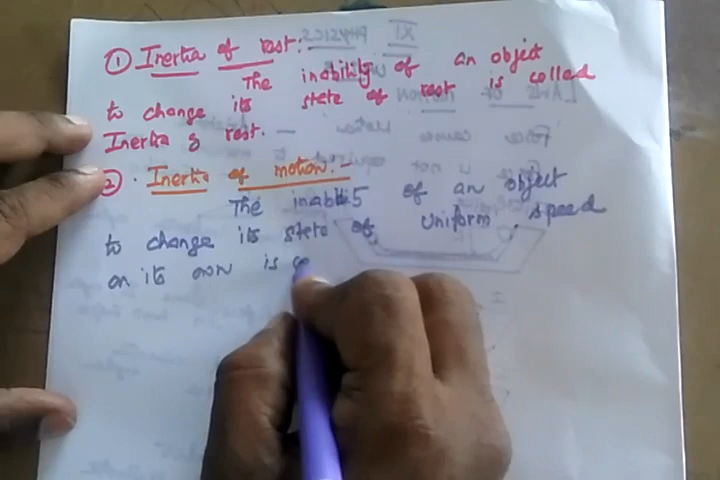 ① Inertia of rest:-
The inability of an object
to change its state of rest is called
Inertia of rest.
② Inertia of motion:-
The inability of an object
to change its state of uniform speed
on its own is c